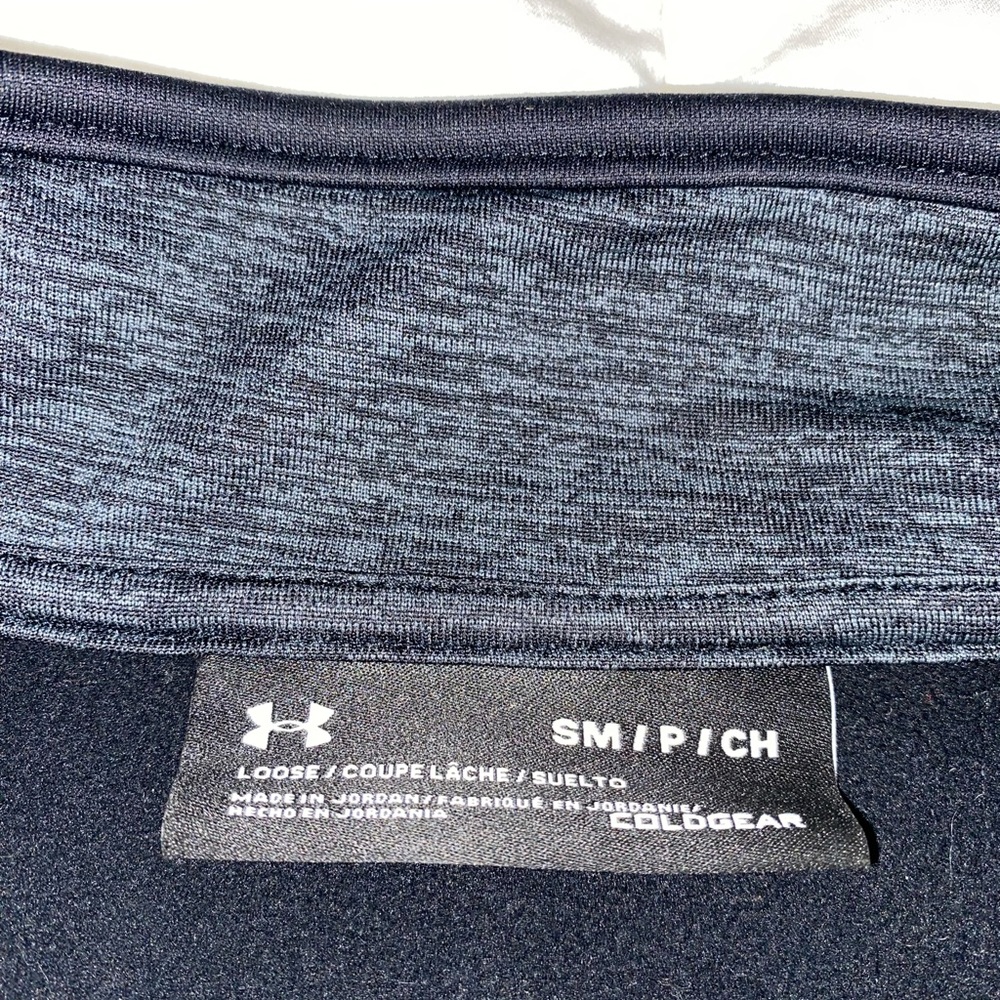 SM / P / CH
LOOSE / COUPE LÂCHE / SUELTO
MADE IN JORDAN / FABRIQUÉ EN JORDANIE /
HECHO EN JORDANIA
COLDGEAR